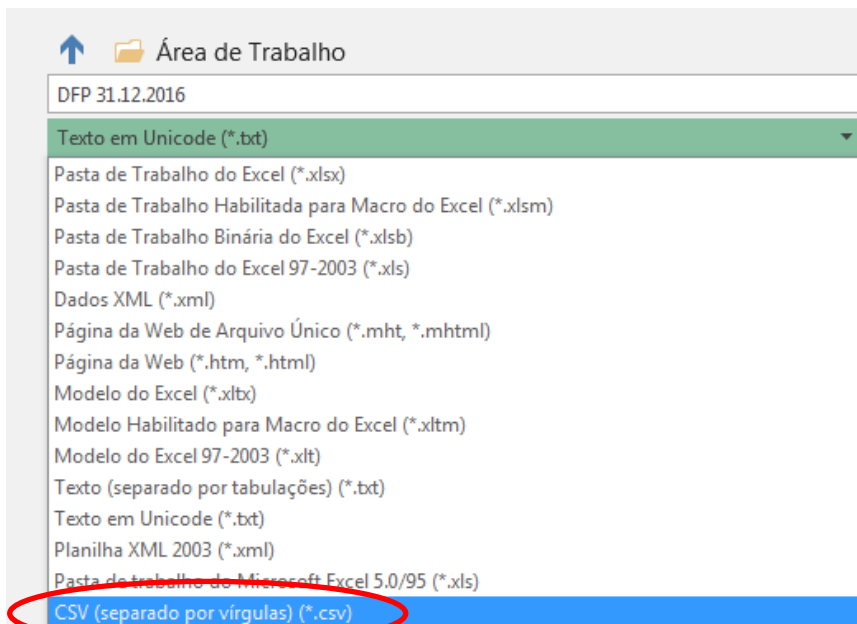 Área de Trabalho
DFP 31.12.2016
Texto em Unicode (*.txt)
Pasta de Trabalho do Excel (*.xlsx)
Pasta de Trabalho Habilitada para Macro do Excel (*.xlsm)
Pasta de Trabalho Binária do Excel (*.xlsb)
Pasta de Trabalho do Excel 97-2003 (*.xls)
Dados XML (*.xml)
Página da Web de Arquivo Único (*.mht, *.mhtml)
Página da Web (*.htm, *.html)
Modelo do Excel (*.xltx)
Modelo Habilitado para Macro do Excel (*.xltm)
Modelo do Excel 97-2003 (*.xlt)
Texto (separado por tabulações) (*.txt)
Texto em Unicode (*.txt)
Planilha XML 2003 (*.xml)
Pasta de trabalho do Microsoft Excel 5.0/95 (*.xls)
CSV (separado por vírgulas) (*.csv)